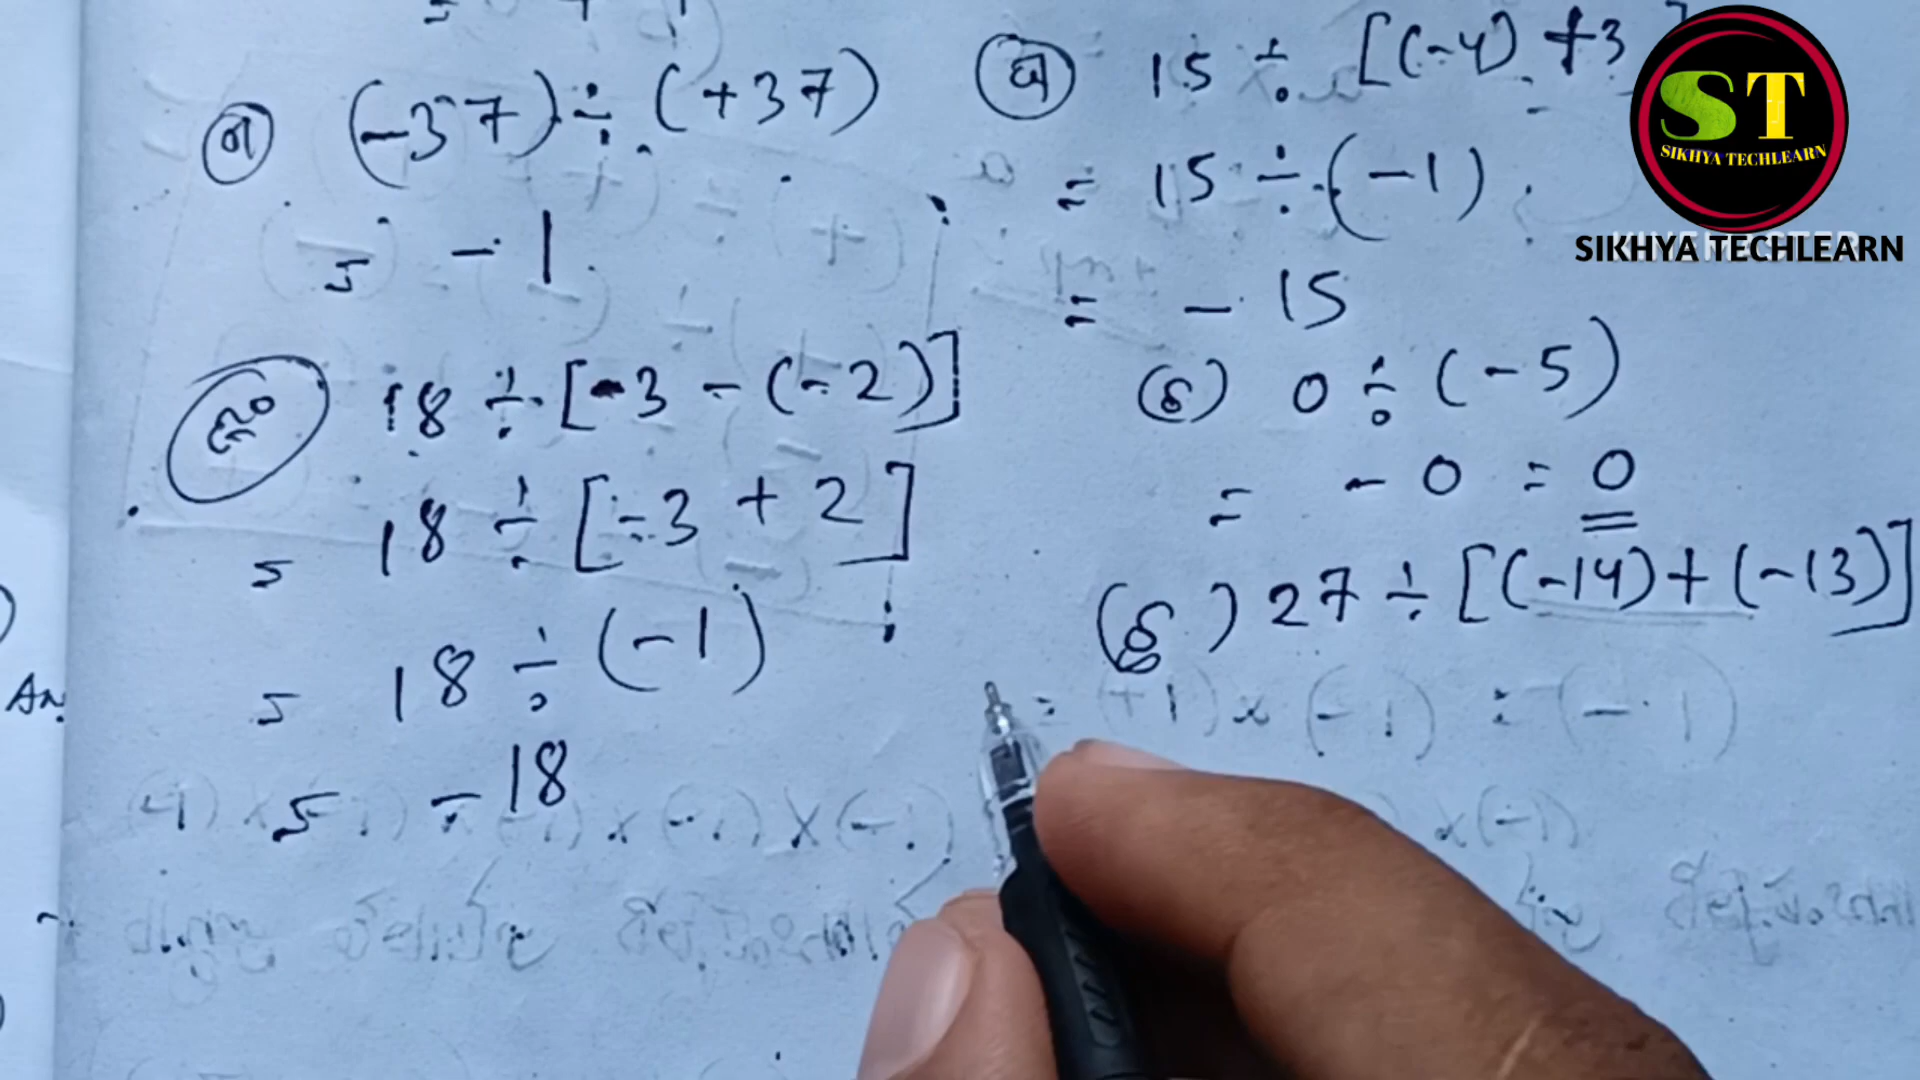 (ଗ) (-37) ÷ (+37)
= -1
18 ÷ [-3 - (-2)]
= 18 ÷ [-3 + 2]
= 18 ÷ (-1)
= -18
(ଘ) 15 ÷ [(-4) + 3]
= 15 ÷ (-1)
= -15
(ଚ) 0 ÷ (-5)
= -0 = 0
(ଛ) 27 ÷ [(-14) + (-13)]
An
ST
SIKHYA TECHLEARN
SIKHYA TECHLEARN